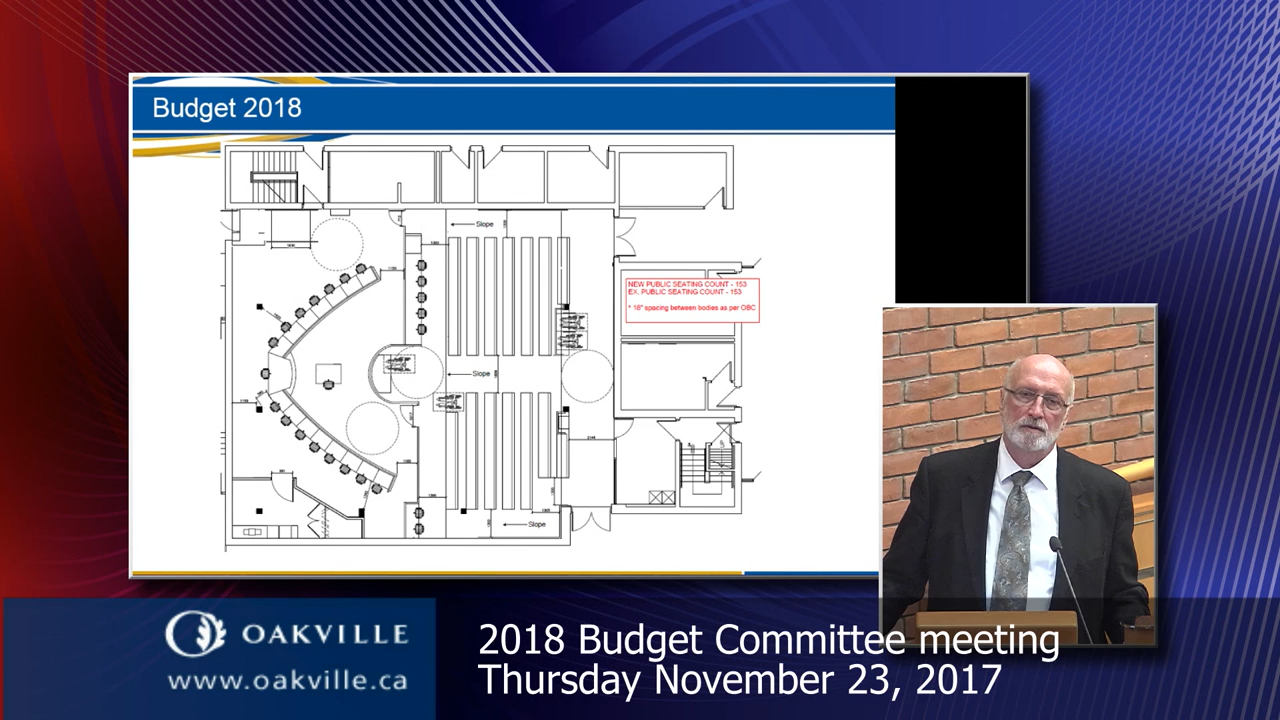 Budget 2018
Slope
NEW PUBLIC SEATING COUNT - 153
EX. PUBLIC SEATING COUNT - 153
* 18" spacing between bodies as per OBC
Slope
Slope
OAKVILLE
www.oakville.ca
2018 Budget Committee meeting
Thursday November 23, 2017